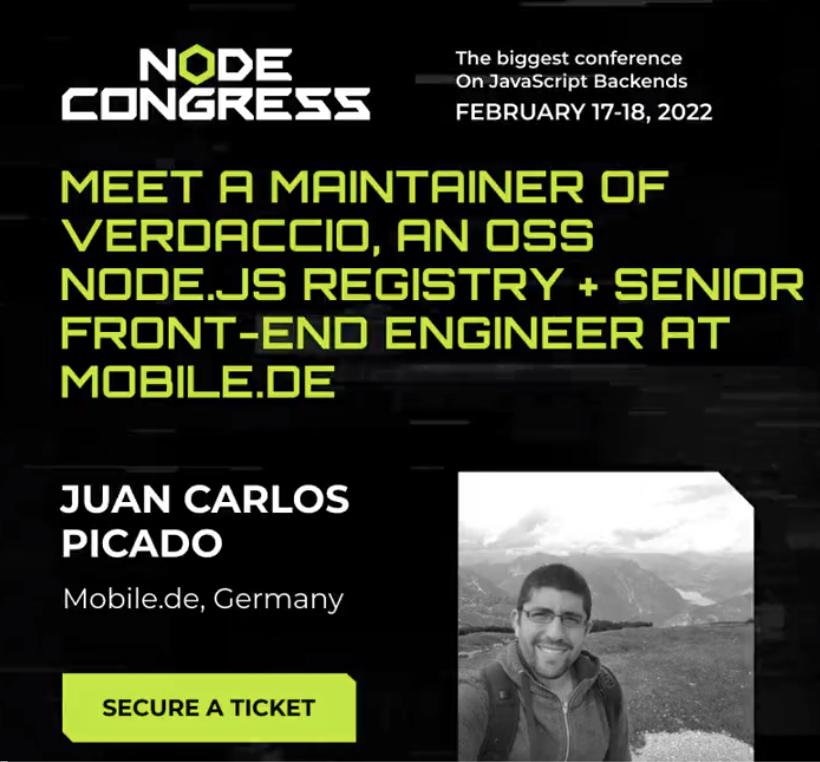 NODE
CONGRESS
The biggest conference
On JavaScript Backends
FEBRUARY 17-18, 2022
MEET A MAINTAINER OF
VERDACCIO, AN OSS
NODE.JS REGISTRY + SENIOR
FRONT-END ENGINEER AT
MOBILE.DE
JUAN CARLOS
PICADO
Mobile.de, Germany
SECURE A TICKET